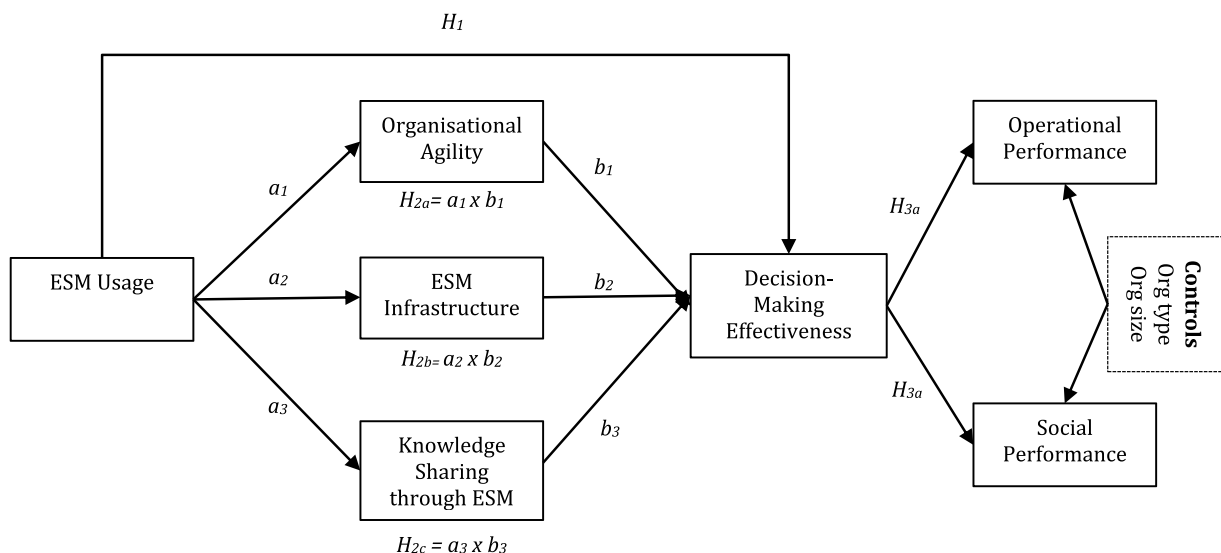 H1
Organisational
Agility
H2a= a1 x b1
a1
b1
ESM Usage
a2
ESM
Infrastructure
H2b= a2 x b2
b2
a3
Knowledge
Sharing
through ESM
H2c = a3 x b3
b3
Decision-
Making
Effectiveness
H3a
Operational
Performance
H3a
Social
Performance
Controls
Org type
Org size